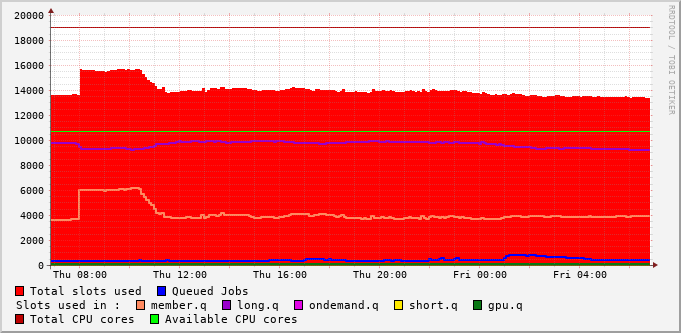 20000
18000
16000
14000
12000
10000
8000
6000
4000
2000
0
Thu 08:00 Thu 12:00 Thu 16:00 Thu 20:00 Fri 00:00 Fri 04:00
RRDTOOL / TOBI OETIKER
Total slots used Queued Jobs
Slots used in : member.q long.q ondemand.q short.q gpu.q
Total CPU cores Available CPU cores